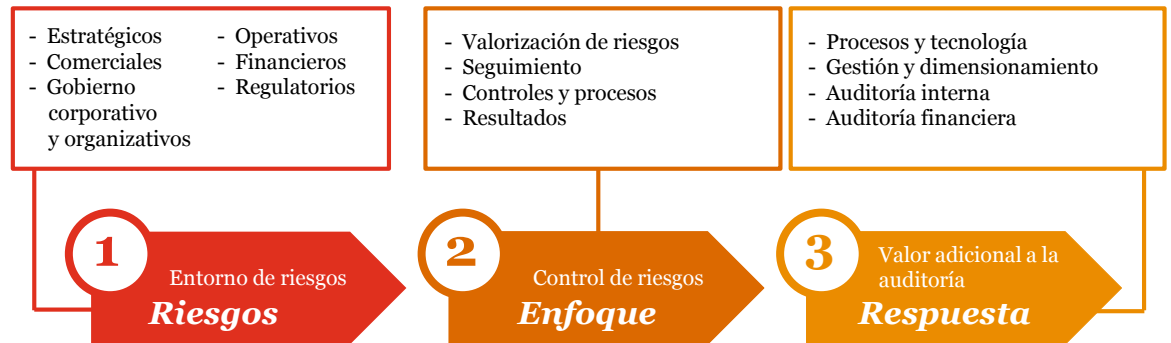 - Estratégicos
- Comerciales
- Gobierno
corporativo
y organizativos
- Operativos
- Financieros
- Regulatorios
- Valorización de riesgos
- Seguimiento
- Controles y procesos
- Resultados
- Procesos y tecnología
- Gestión y dimensionamiento
- Auditoría interna
- Auditoría financiera
1
Entorno de riesgos
Riesgos
2
Control de riesgos
Enfoque
3
Valor adicional a la
auditoría
Respuesta